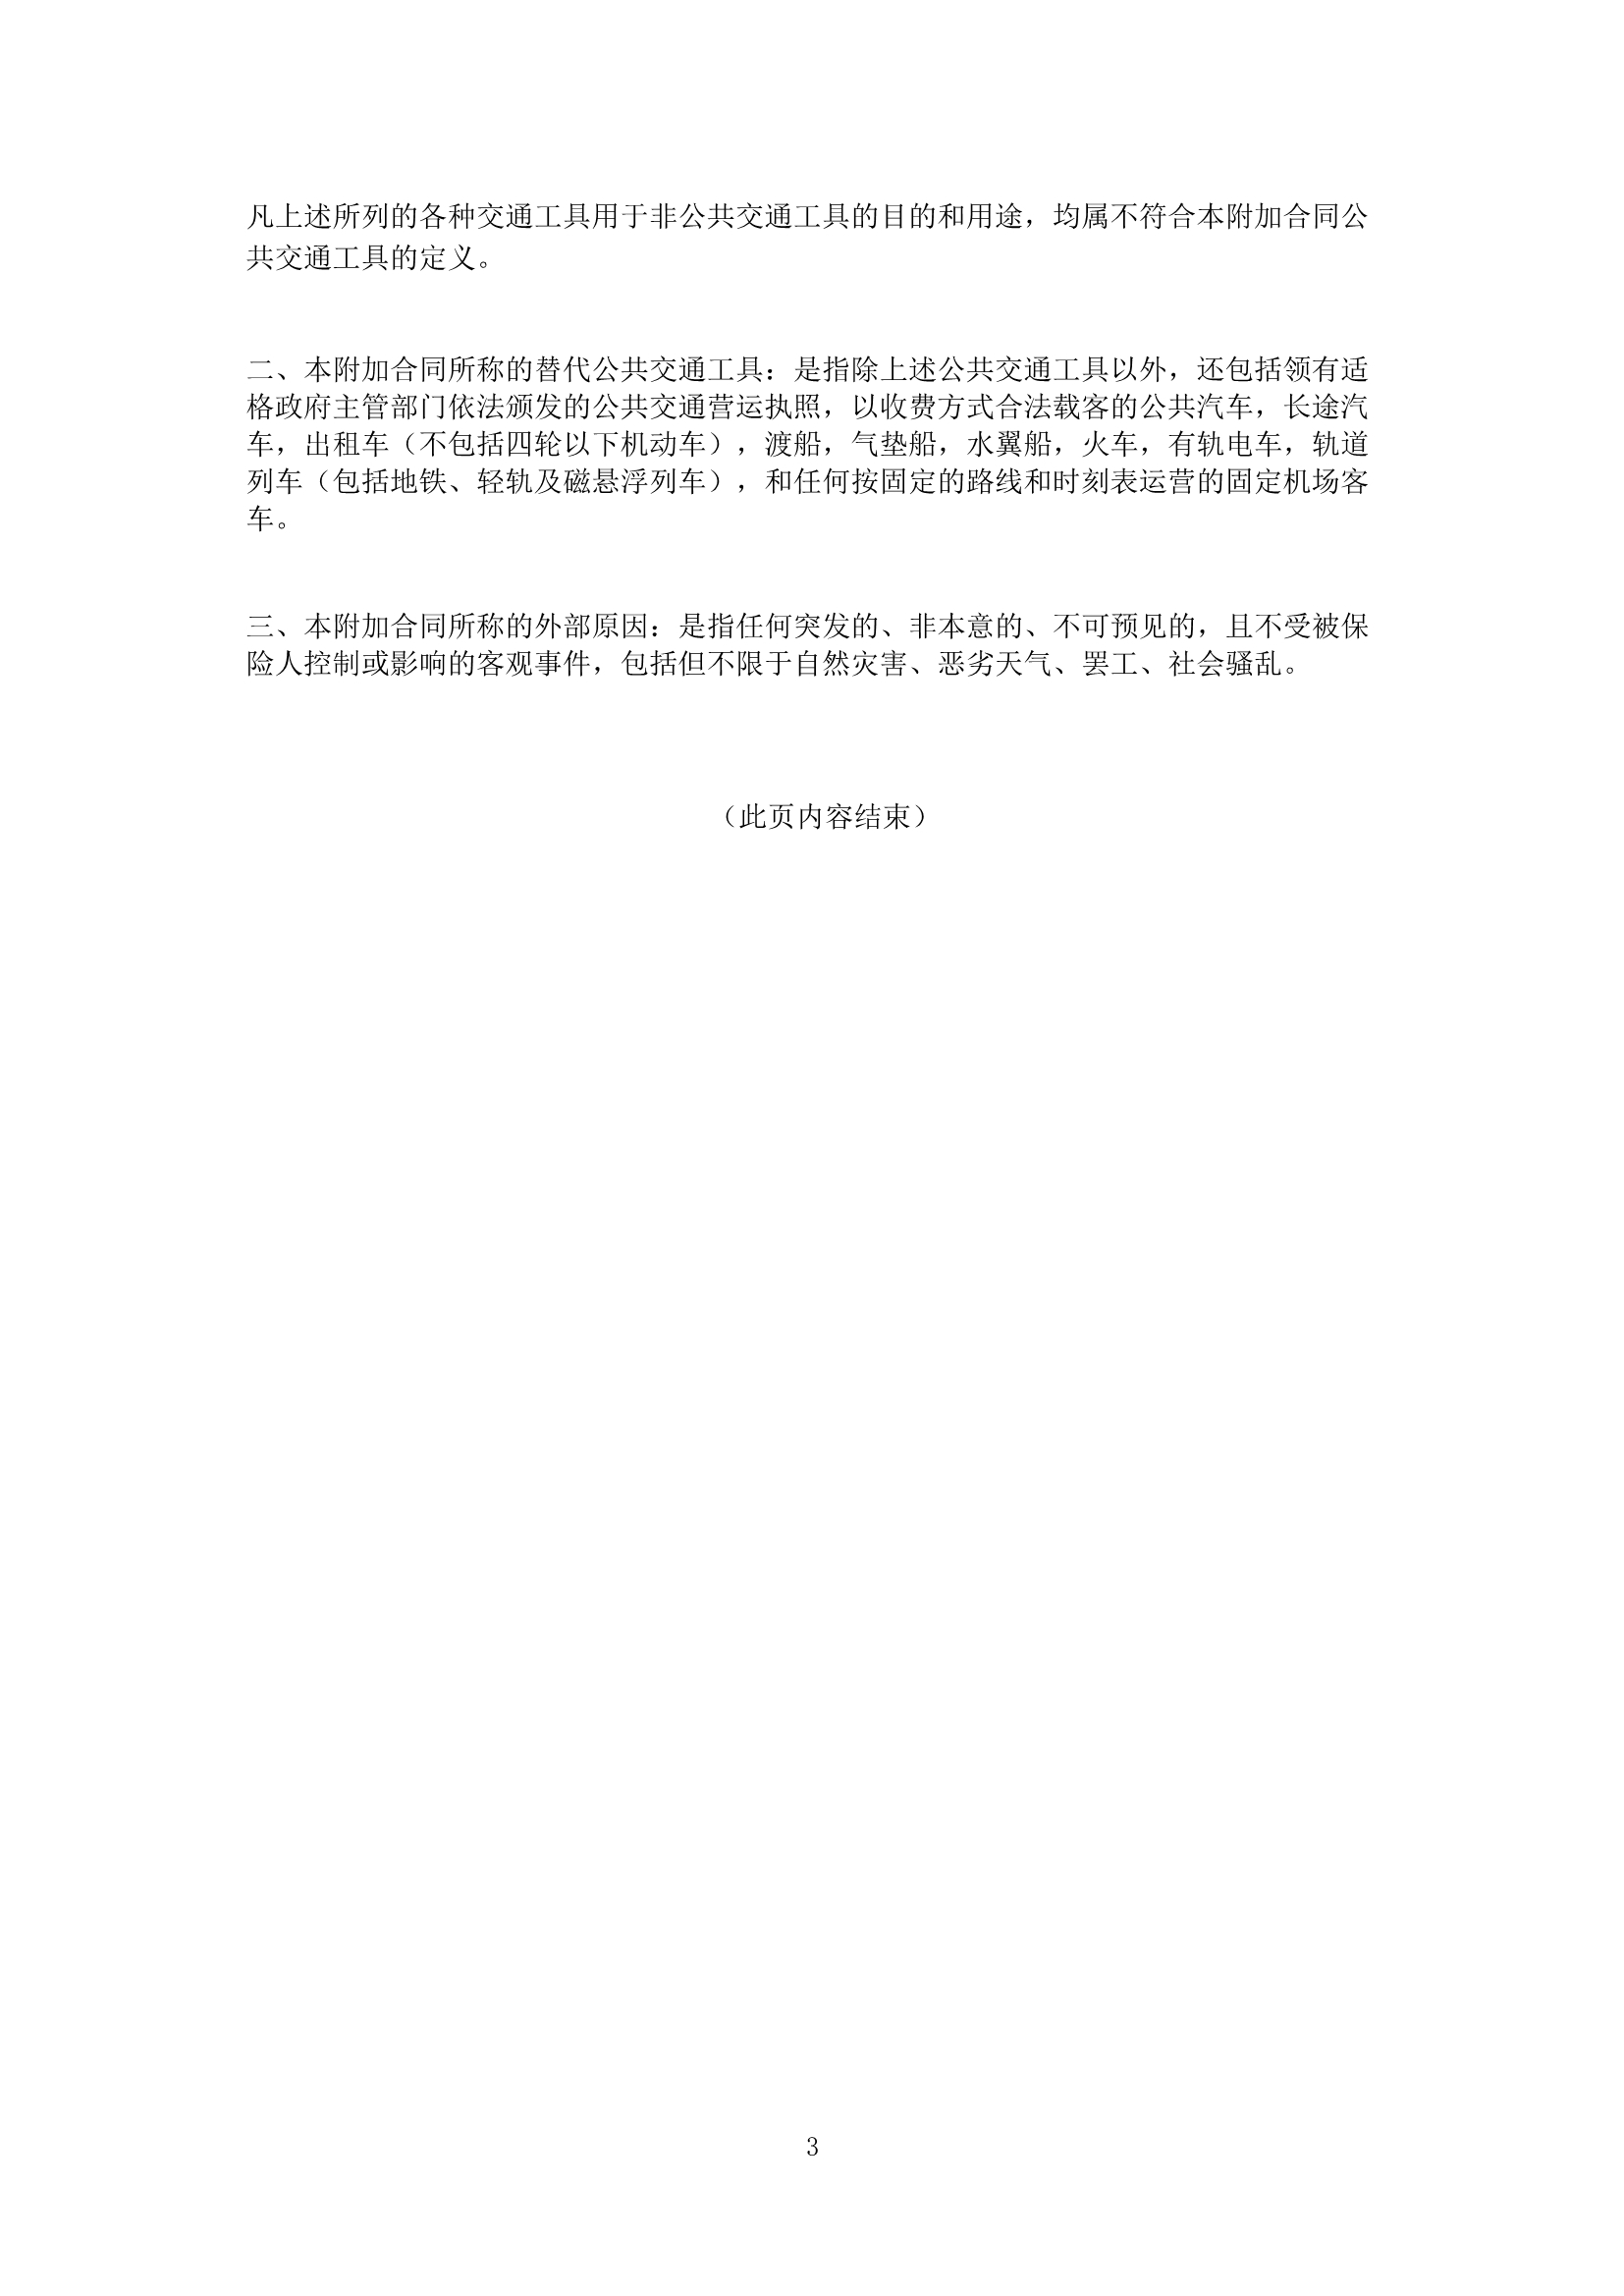 凡上述所列的各种交通工具用于非公共交通工具的目的和用途，均属不符合本附加合同公
共交通工具的定义。
二、本附加合同所称的替代公共交通工具：是指除上述公共交通工具以外，还包括领有适
格政府主管部门依法颁发的公共交通营运执照，以收费方式合法载客的公共汽车，长途汽
车，出租车（不包括四轮以下机动车），渡船，气垫船，水翼船，火车，有轨电车，轨道
列车（包括地铁、轻轨及磁悬浮列车），和任何按固定的路线和时刻表运营的固定机场客
车。
三、本附加合同所称的外部原因：是指任何突发的、非本意的、不可预见的，且不受被保
险人控制或影响的客观事件，包括但不限于自然灾害、恶劣天气、罢工、社会骚乱。
（此页内容结束）
3